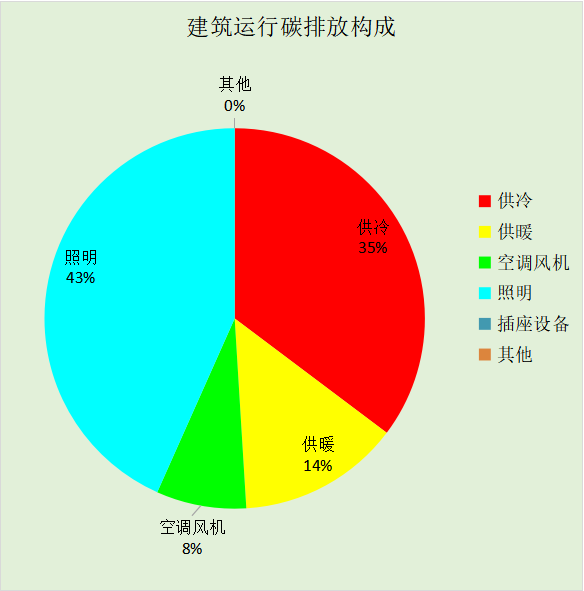 建筑运行碳排放构成
其他
0%
供冷
35%
照明
43%
供暖
14%
空调风机
8%
供冷
供暖
空调风机
照明
插座设备
其他